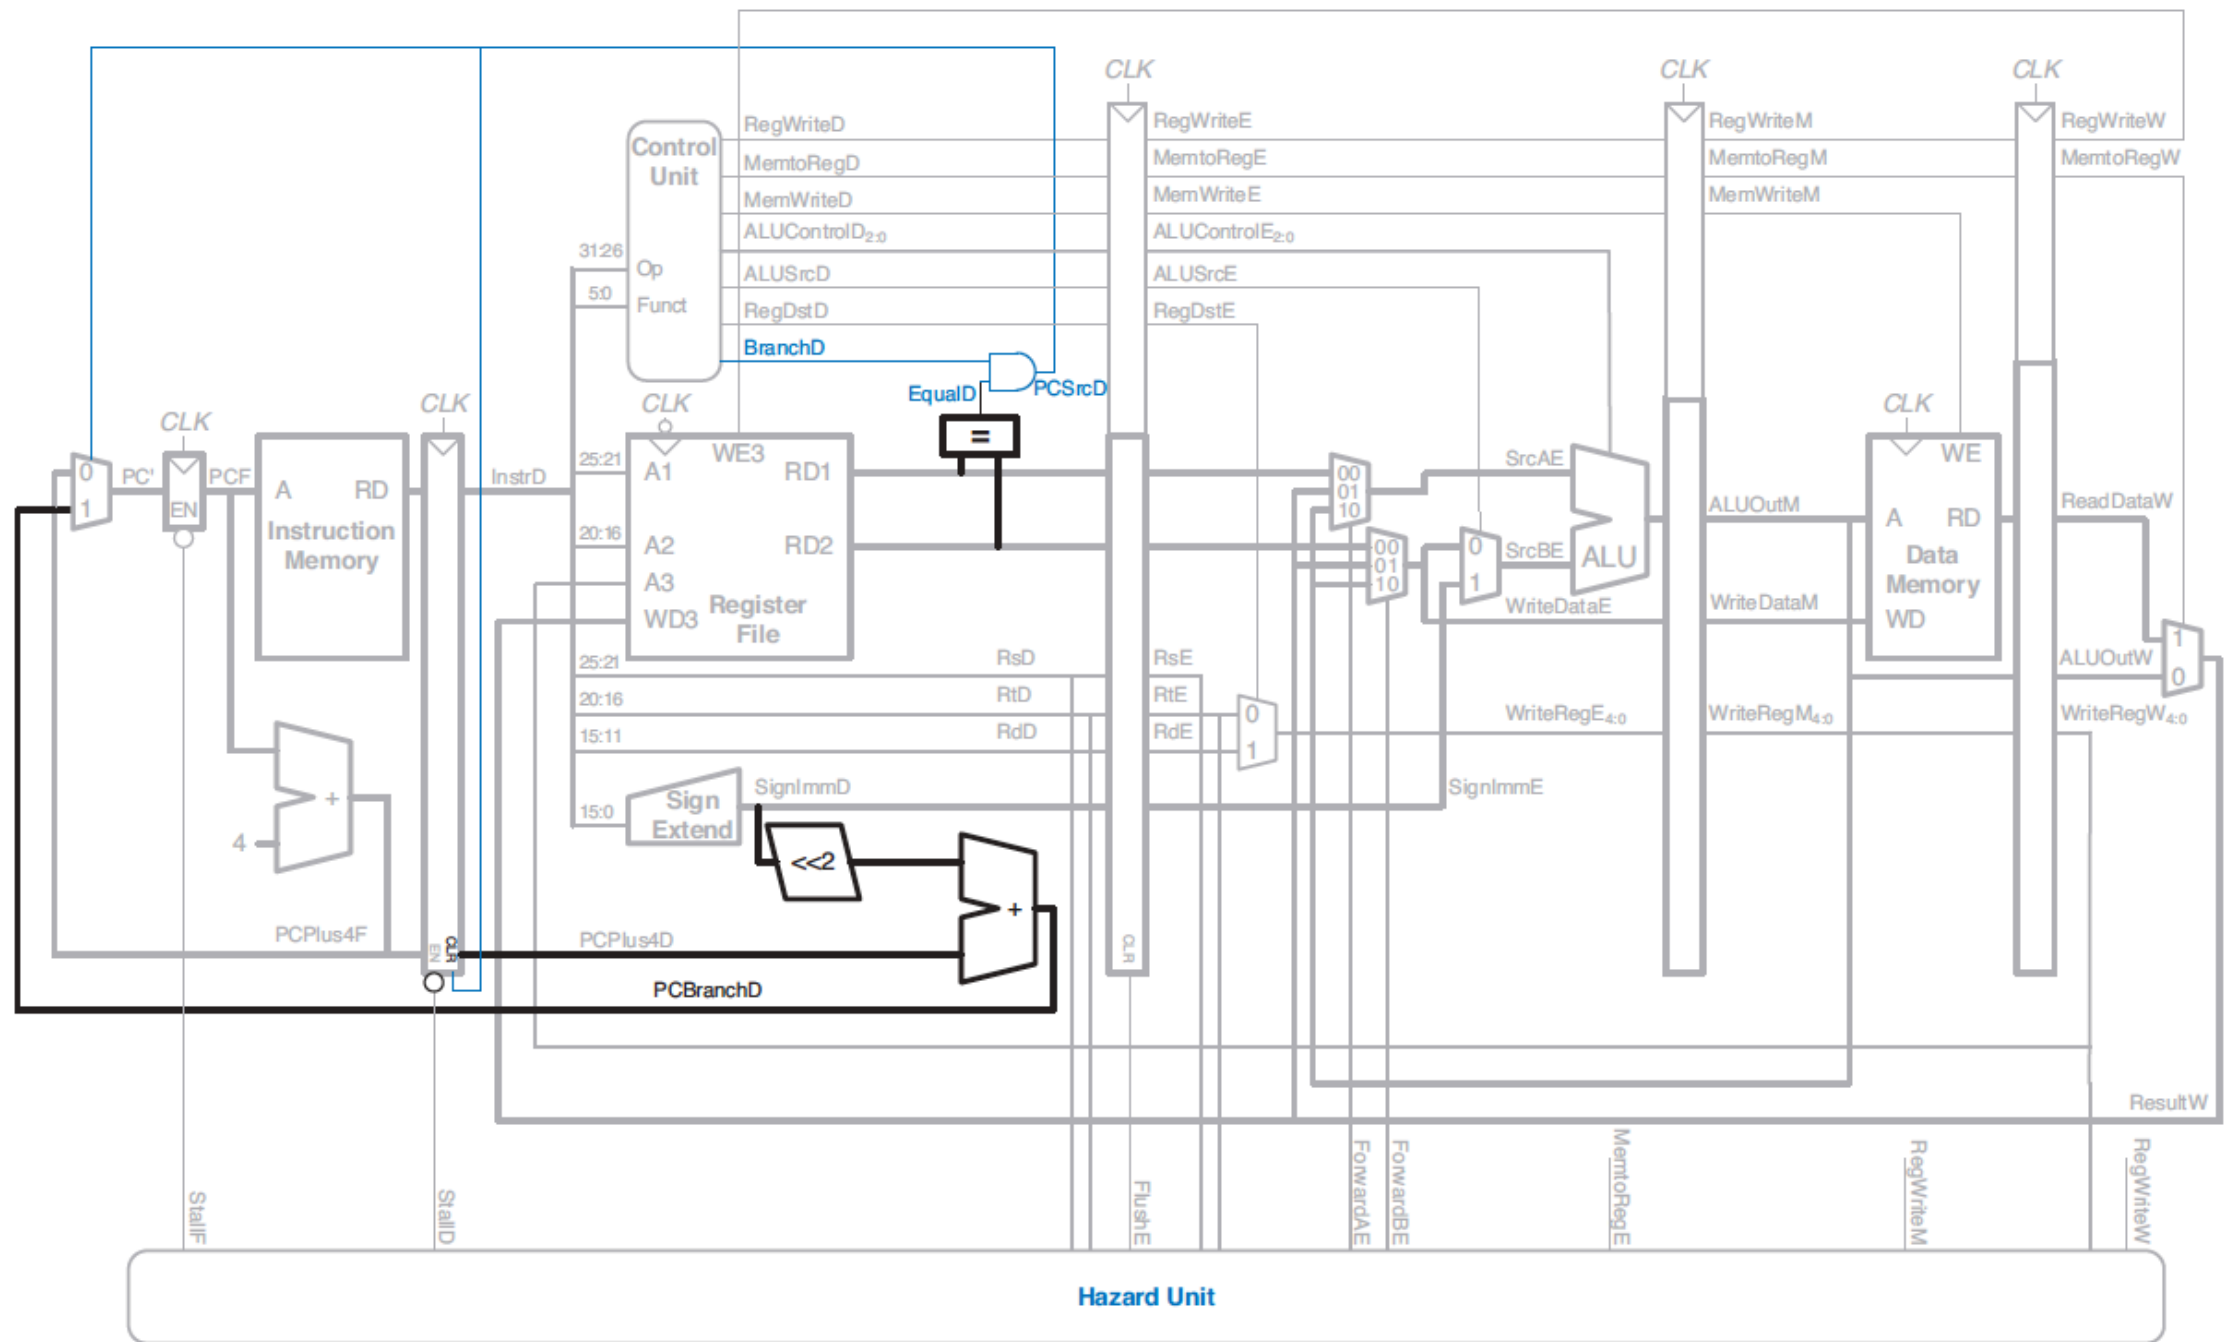 CLK CLK CLK
RegWriteD RegWriteE RegWriteM RegWriteW
Control Unit
MemtoRegD MemtoRegE MemtoRegM MemtoRegW
MemWriteD MemWriteE MemWriteM
ALUControlD2:0 ALUControlE2:0
31:26 Op ALUSrcD ALUSrcE
5:0 Funct RegDstD RegDstE
BranchD
EqualD PCSrcD
CLK CLK CLK CLK
=
0 PC' PCF A RD InstrD 25:21 A1 WE3 RD1 00 SrcAE WE
1 EN 01
10 ALUOutM ReadDataW
Instruction Memory
A RD
20:16 A2 RD2 00 0 SrcBE ALU
01
10 1
Data Memory
A3
WD3 Register File WriteDataE WriteDataM WD
1
25:21 RsD RsE ALUOutW
0
20:16 RtD RtE 0 WriteRegE4:0 WriteRegM4:0 WriteRegW4:0
15:11 RdD RdE 1
SignImmD SignImmE
15:0 Sign Extend
+
4
<<2
+
PCPlus4F EN CLR PCPlus4D CLR
PCBranchD
ResultW
StallF StallD FlushE ForwardAE ForwardBE MemtoRegE RegWriteM RegWriteW
Hazard Unit